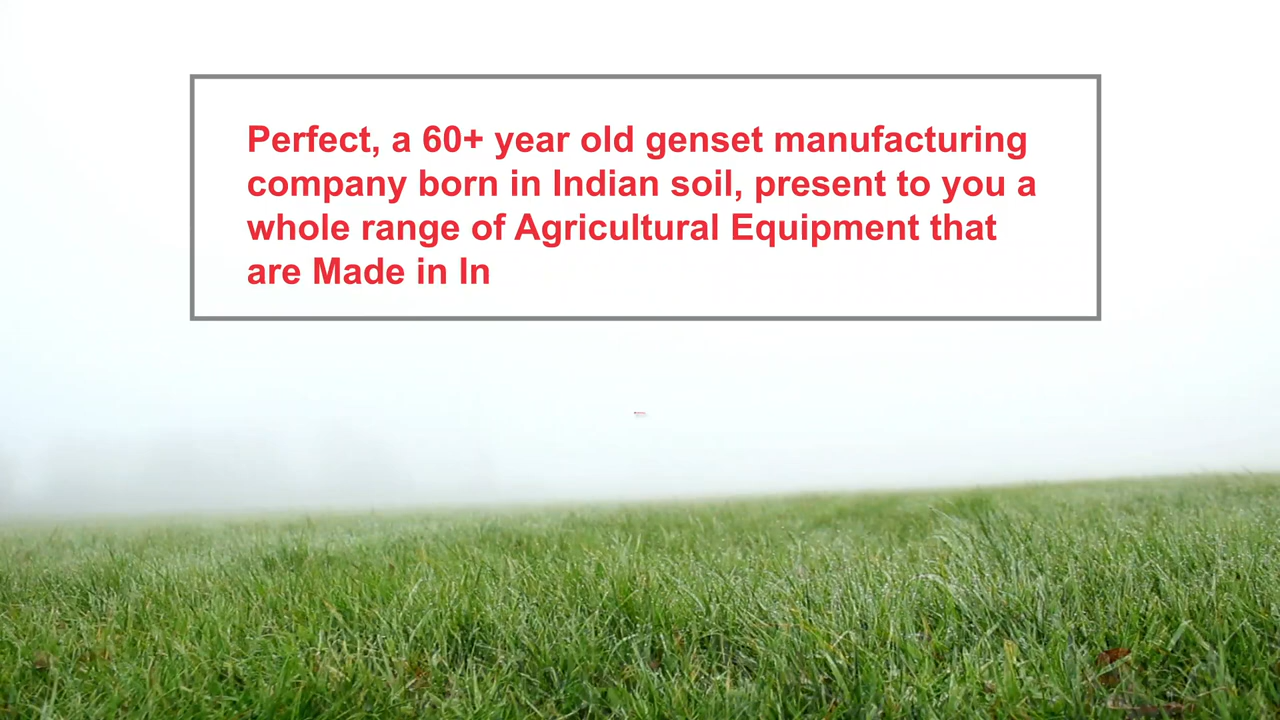 Perfect, a 60+ year old genset manufacturing
company born in Indian soil, present to you a
whole range of Agricultural Equipment that
are Made in In